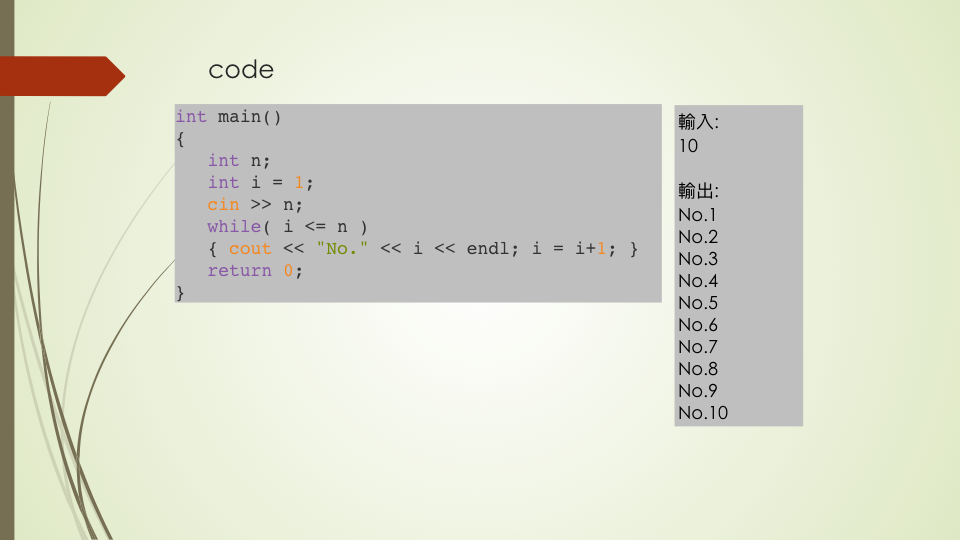 code
int main()
{
int n;
int i = 1;
cin >> n;
while( i <= n )
{ cout << "No." << i << endl; i = i+1; }
return 0;
}
輸入:
10
輸出:
No.1
No.2
No.3
No.4
No.5
No.6
No.7
No.8
No.9
No.10